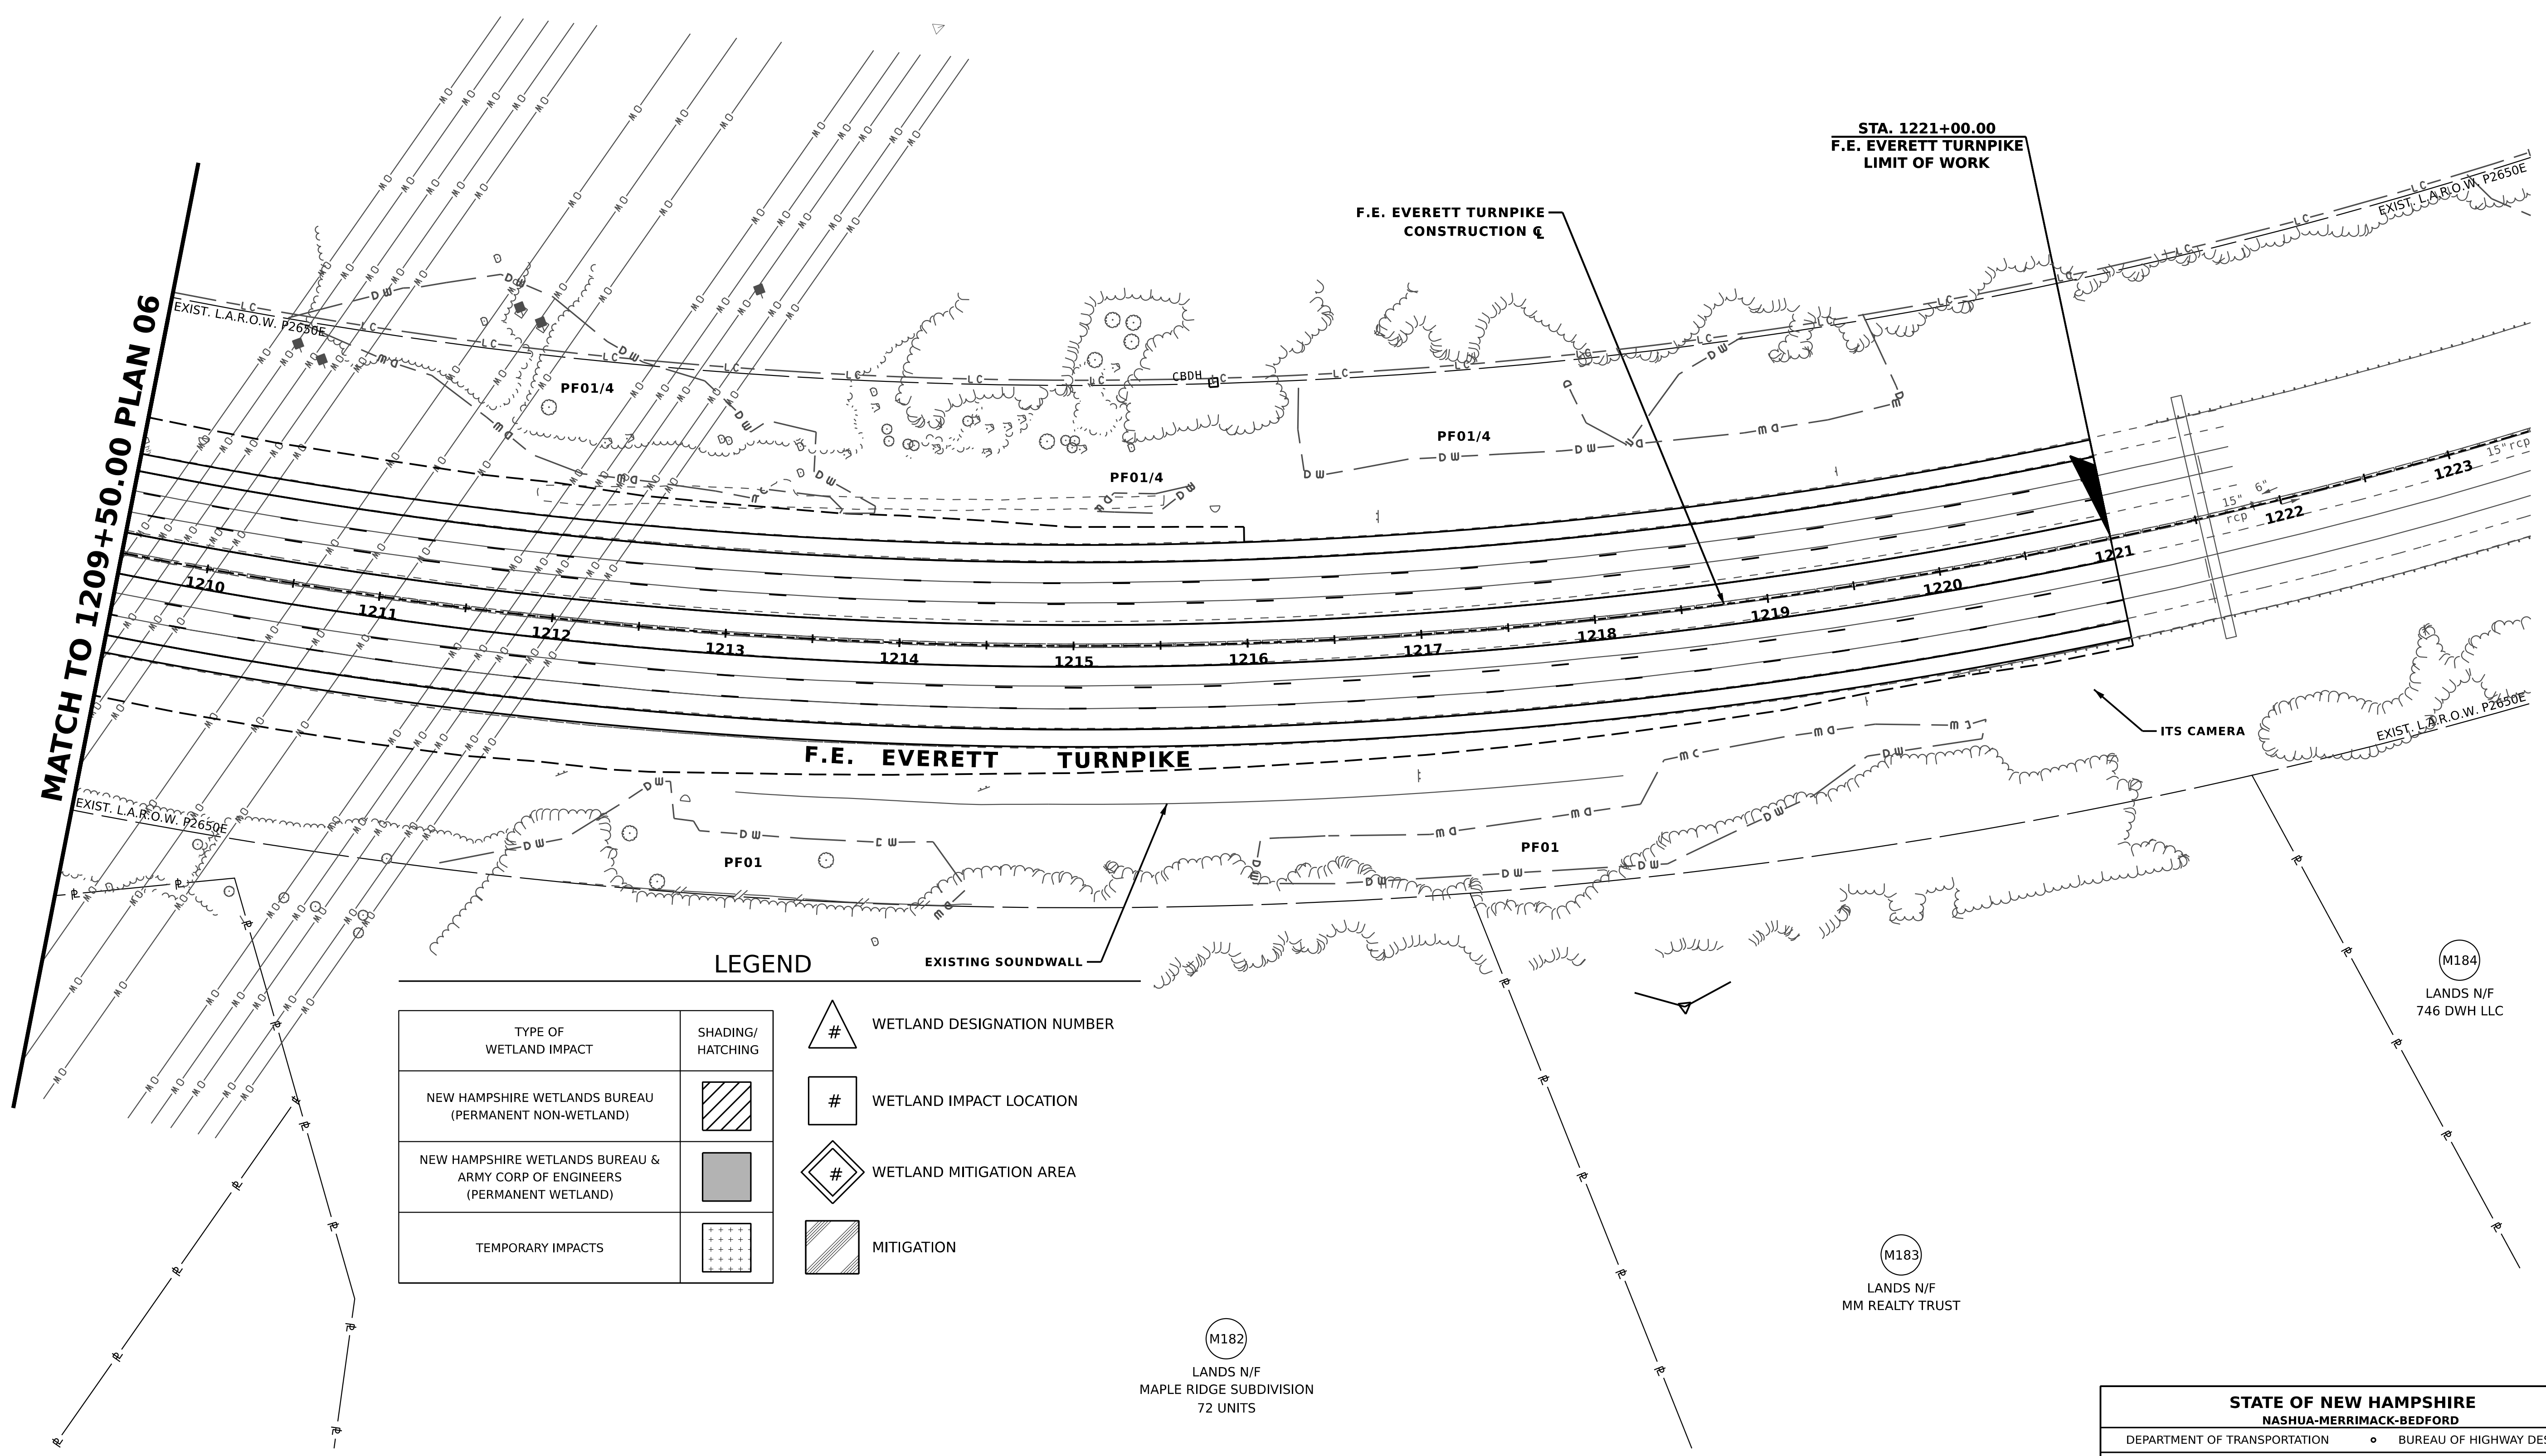 STA. 1221+00.00
F.E. EVERETT TURNPIKE
LIMIT OF WORK
F.E. EVERETT TURNPIKE
CONSTRUCTION ℄
EXIST. L.A.R.O.W. P2650E
MATCH TO 1209+50.00 PLAN 06
EXIST. L.A.R.O.W. P2650E
PF01/4
CBDH
PF01/4
PF01/4
15"rcp
15"
rcp
6"
1210
1211
1212
1213
1214
1215
1216
1217
1218
1219
1220
1221
1222
1223
F.E. EVERETT TURNPIKE
ITS CAMERA
EXIST. L.A.R.O.W. P2650E
EXIST. L.A.R.O.W. P2650E
PF01
PF01
EXISTING SOUNDWALL
LEGEND
TYPE OF
WETLAND IMPACT
SHADING/
HATCHING
NEW HAMPSHIRE WETLANDS BUREAU
(PERMANENT NON-WETLAND)
NEW HAMPSHIRE WETLANDS BUREAU &
ARMY CORP OF ENGINEERS
(PERMANENT WETLAND)
TEMPORARY IMPACTS
# WETLAND DESIGNATION NUMBER
# WETLAND IMPACT LOCATION
# WETLAND MITIGATION AREA
MITIGATION
M184
LANDS N/F
746 DWH LLC
M183
LANDS N/F
MM REALTY TRUST
M182
LANDS N/F
MAPLE RIDGE SUBDIVISION
72 UNITS
STATE OF NEW HAMPSHIRE
NASHUA-MERRIMACK-BEDFORD
DEPARTMENT OF TRANSPORTATION BUREAU OF HIGHWAY